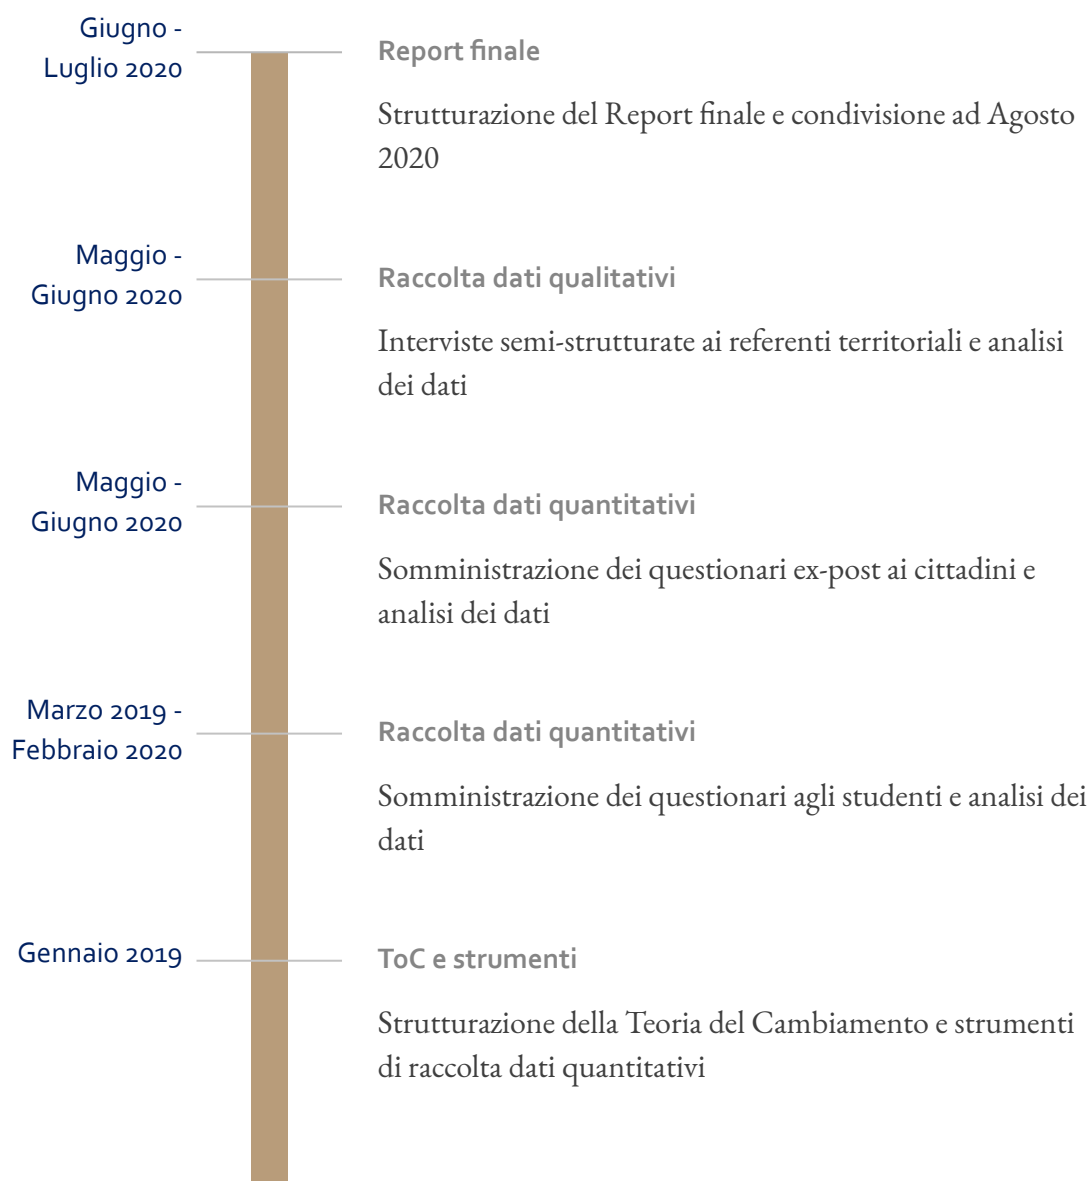 Giugno -
Luglio 2020
Report finale
Strutturazione del Report finale e condivisione ad Agosto
2020
Maggio -
Giugno 2020
Raccolta dati qualitativi
Interviste semi-strutturate ai referenti territoriali e analisi
dei dati
Maggio -
Giugno 2020
Raccolta dati quantitativi
Somministrazione dei questionari ex-post ai cittadini e
analisi dei dati
Marzo 2019 -
Febbraio 2020
Raccolta dati quantitativi
Somministrazione dei questionari agli studenti e analisi dei
dati
Gennaio 2019
ToC e strumenti
Strutturazione della Teoria del Cambiamento e strumenti
di raccolta dati quantitativi